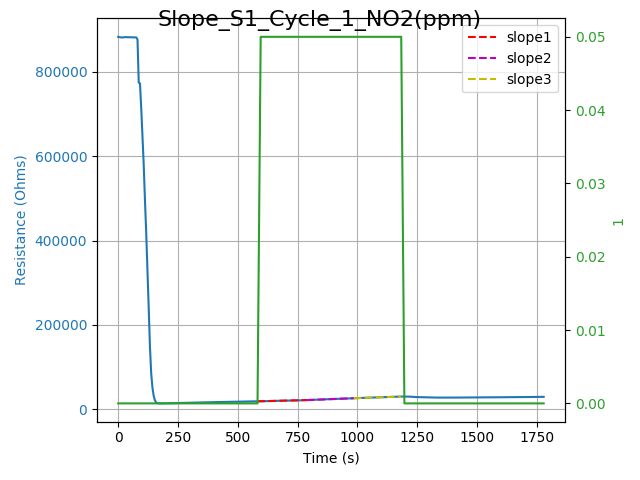 Slope_S1_Cycle_1_NO2(ppm)
slope1
slope2
slope3
Resistance (Ohms)
800000
600000
400000
200000
0
0.05
0.04
0.03
0.02
0.01
0.00
1
0 250 500 750 1000 1250 1500 1750
Time (s)